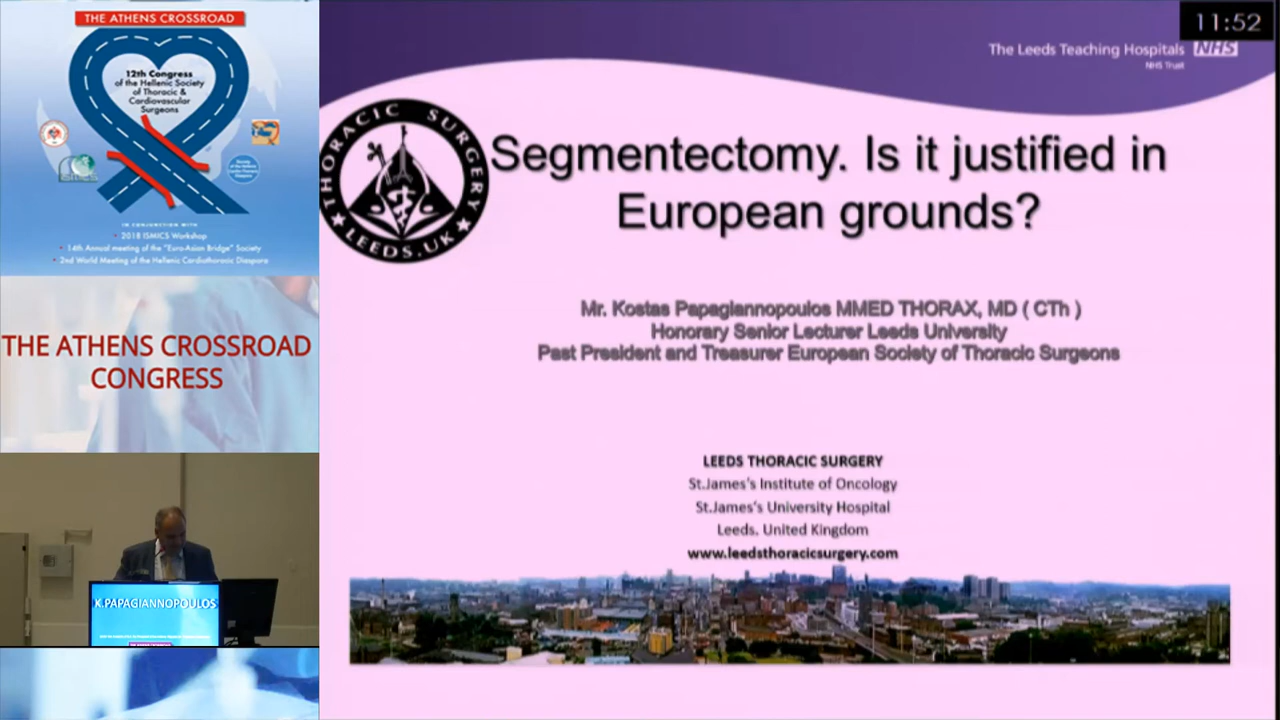 THE ATHENS CROSSROAD
12th Congress
of the Hellenic Society
of Thoracic &
Cardiovascular
Surgeons
ISMICS
IN CONJUNCTION WITH
• 2018 ISMICS Workshop
• 14th Annual meeting of the "Euro-Asian Bridge" Society
• 2nd World Meeting of the Hellenic Cardiothoracic Diaspora
THE ATHENS CROSSROAD
CONGRESS
K.PAPAGIANNOPOULOS
11:52
The Leeds Teaching Hospitals NHS
NHS Trust
THORACIC SURGERY
LEEDS.UK
Segmentectomy. Is it justified in
European grounds?
Mr. Kostas Papagiannopoulos MMED THORAX, MD ( CTh )
Honorary Senior Lecturer Leeds University
Past President and Treasurer European Society of Thoracic Surgeons
LEEDS THORACIC SURGERY
St.James's Institute of Oncology
St.James's University Hospital
Leeds. United Kingdom
www.leedsthoracicsurgery.com